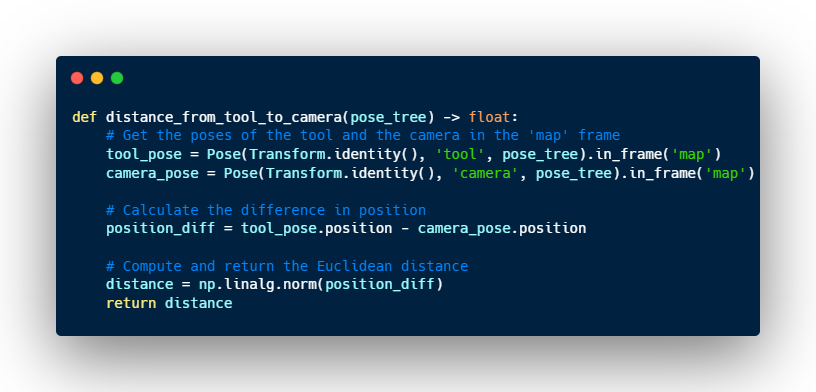 def distance_from_tool_to_camera(pose_tree) -> float:
    # Get the poses of the tool and the camera in the 'map' frame
    tool_pose = Pose(Transform.identity(), 'tool', pose_tree).in_frame('map')
    camera_pose = Pose(Transform.identity(), 'camera', pose_tree).in_frame('map')

    # Calculate the difference in position
    position_diff = tool_pose.position - camera_pose.position

    # Compute and return the Euclidean distance
    distance = np.linalg.norm(position_diff)
    return distance